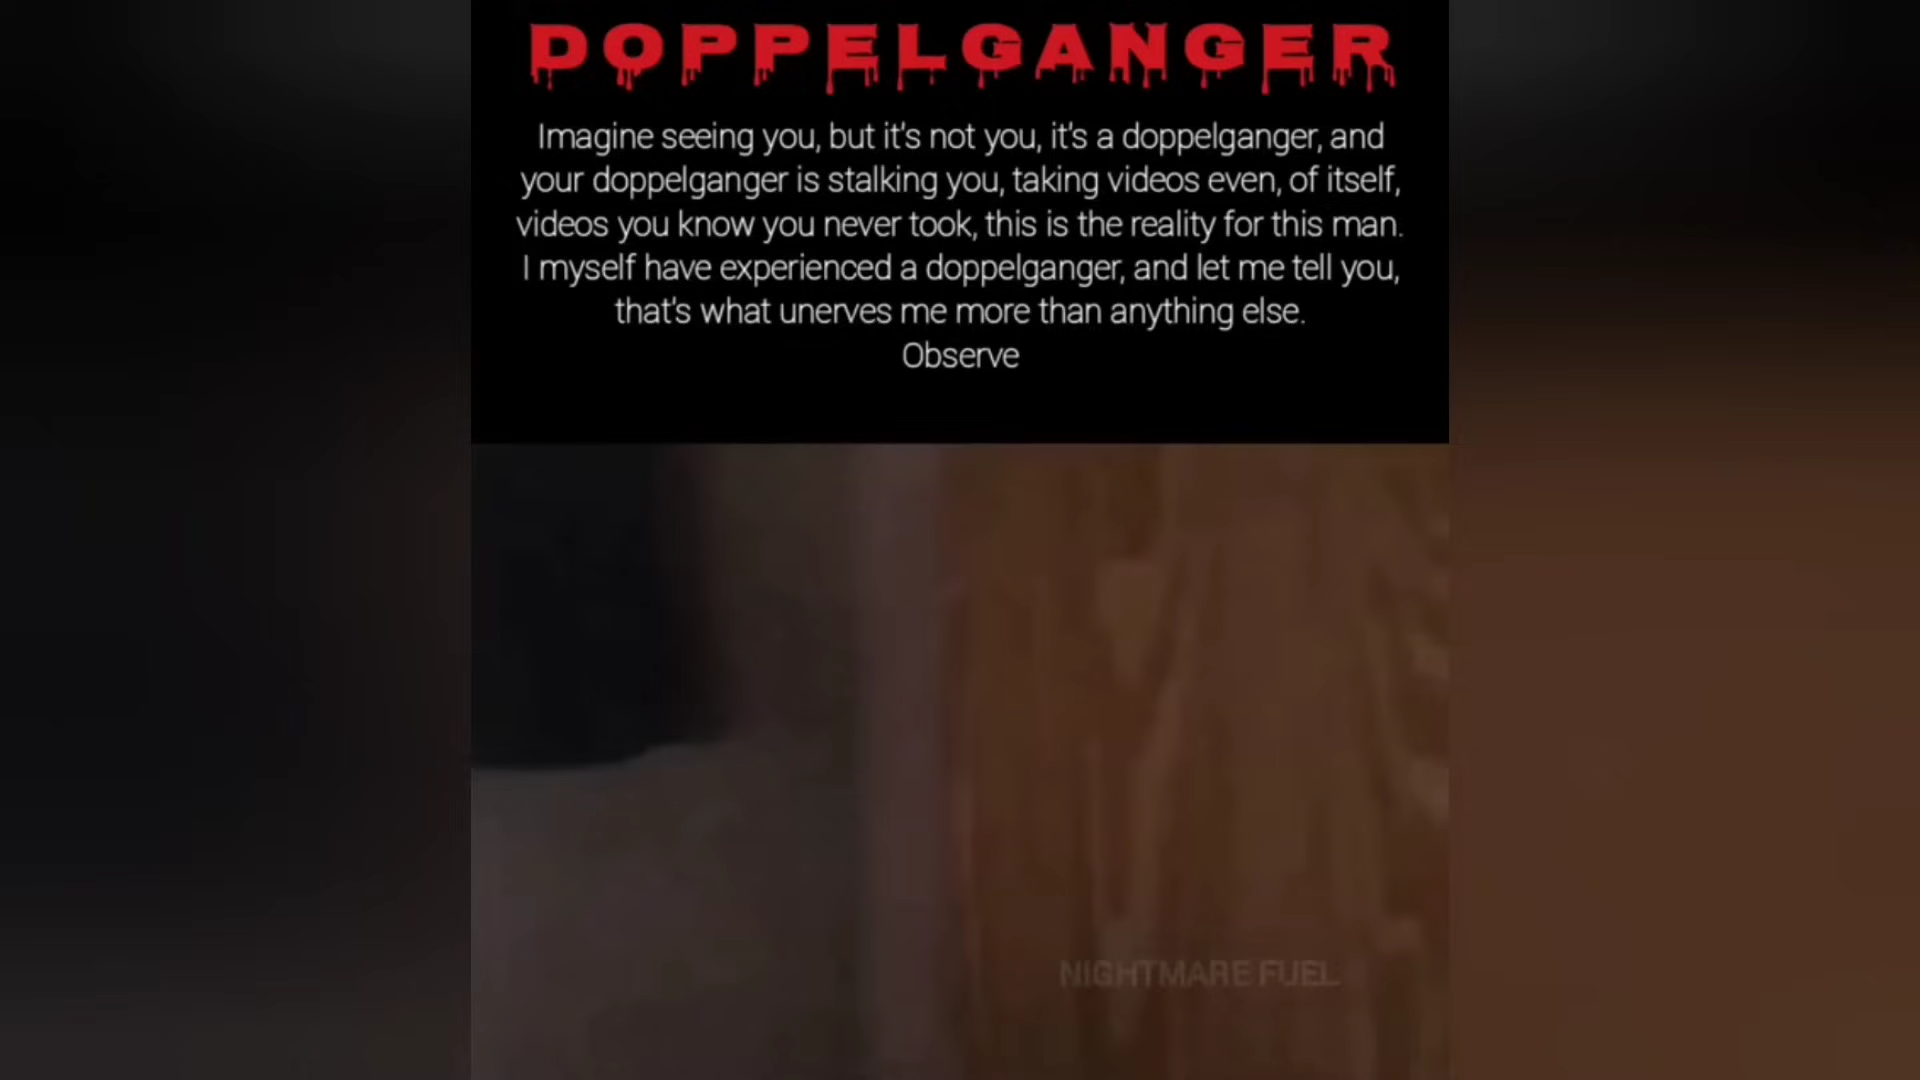 DOPPELGANGER
Imagine seeing you, but it's not you, it's a doppelganger, and
your doppelganger is stalking you, taking videos even, of itself,
videos you know you never took, this is the reality for this man.
I myself have experienced a doppelganger, and let me tell you,
that's what unerves me more than anything else.
Observe
NIGHTMARE FUEL